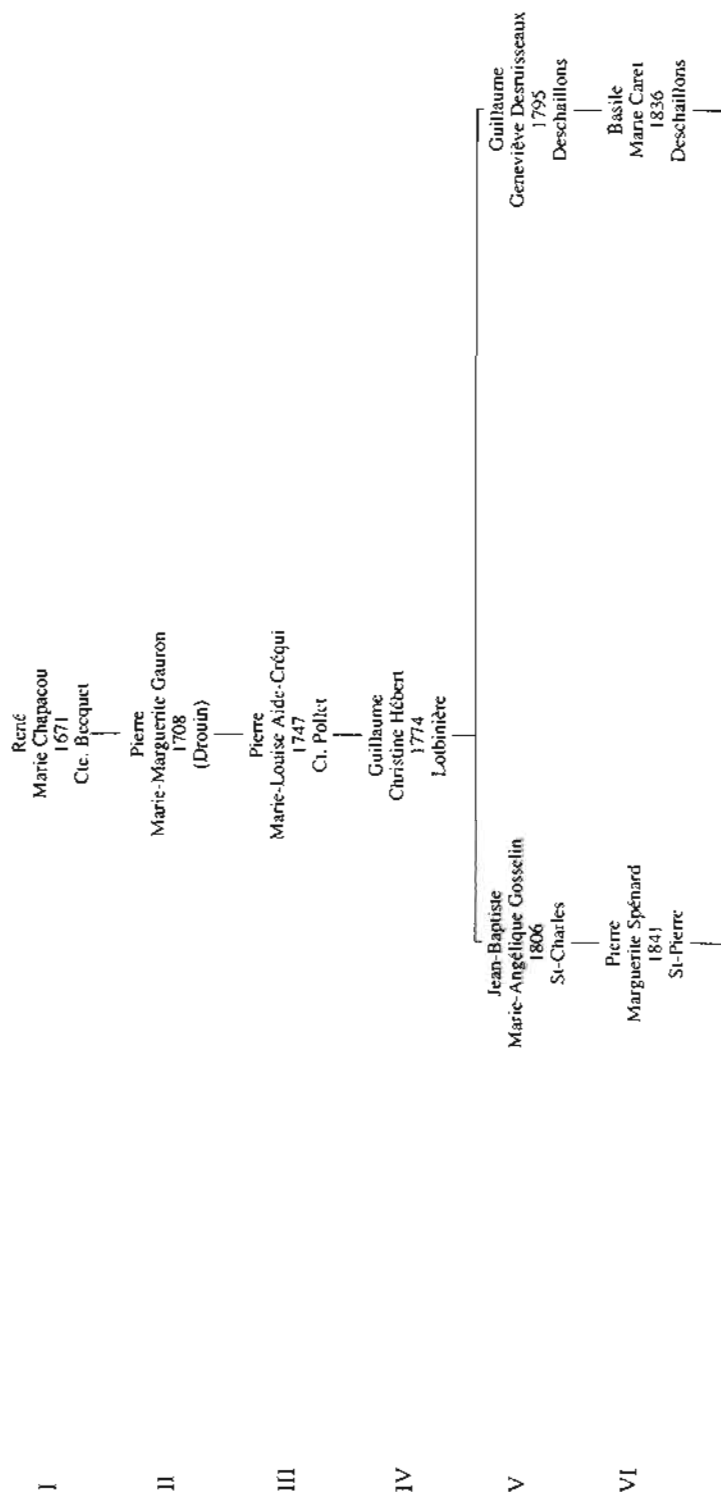 I
René
Marie Chapacou
1671
Cte. Becquet
II
Pierre
Marie-Marguerite Gauron
1708
(Drouin)
III
Pierre
Marie-Louise Aide-Créqui
1747
Ct. Pollet
IV
Guillaume
Christine Hébert
1774
Lotbinière
V
Jean-Baptiste
Marie-Angélique Gosselin
1806
St-Charles
Guillaume
Geneviève Desruisseaux
1795
Deschaillons
VI
Pierre
Marguerite Spénard
1841
St-Pierre
Basile
Marie Caret
1836
Deschaillons